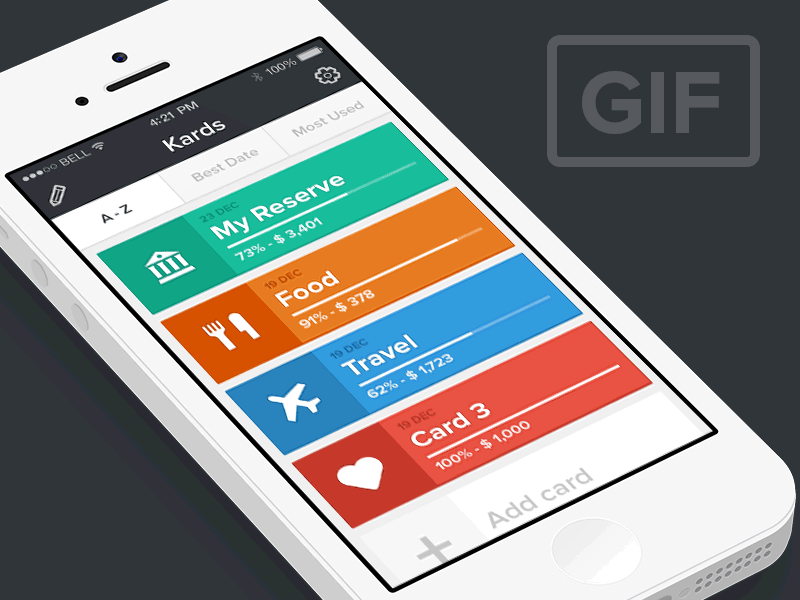 GIF
BELL 4:21 PM 100%
Kards
A - Z Best Date Most Used
23 DEC
My Reserve
73% - $ 3,401
19 DEC
Food
91% - $ 378
19 DEC
Travel
62% - $ 1,723
19 DEC
Card 3
100% - $ 1,000
Add card